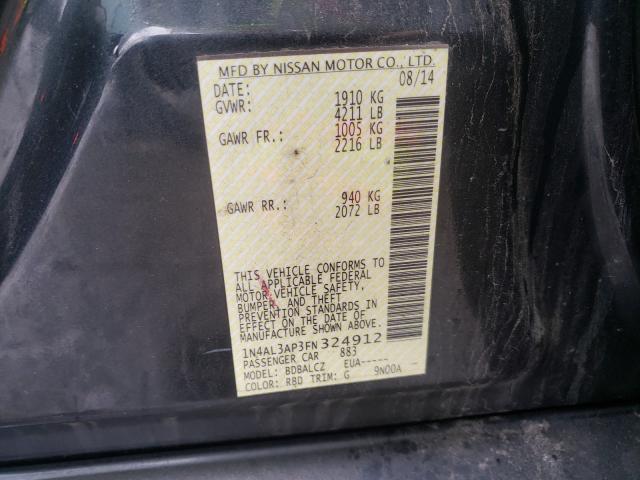 MFD BY NISSAN MOTOR CO., LTD.
DATE: 08/14
GVWR: 1910 KG
4211 LB
GAWR FR.: 1005 KG
2216 LB
GAWR RR.: 940 KG
2072 LB
THIS VEHICLE CONFORMS TO
ALL APPLICABLE FEDERAL
MOTOR VEHICLE SAFETY,
BUMPER, AND THEFT
PREVENTION STANDARDS IN
EFFECT ON THE DATE OF
MANUFACTURE SHOWN ABOVE.
1N4AL3AP3FN324912
PASSENGER CAR 883
MODEL: BDBALCZ EUA-----
COLOR: RBD TRIM: G 9N00A